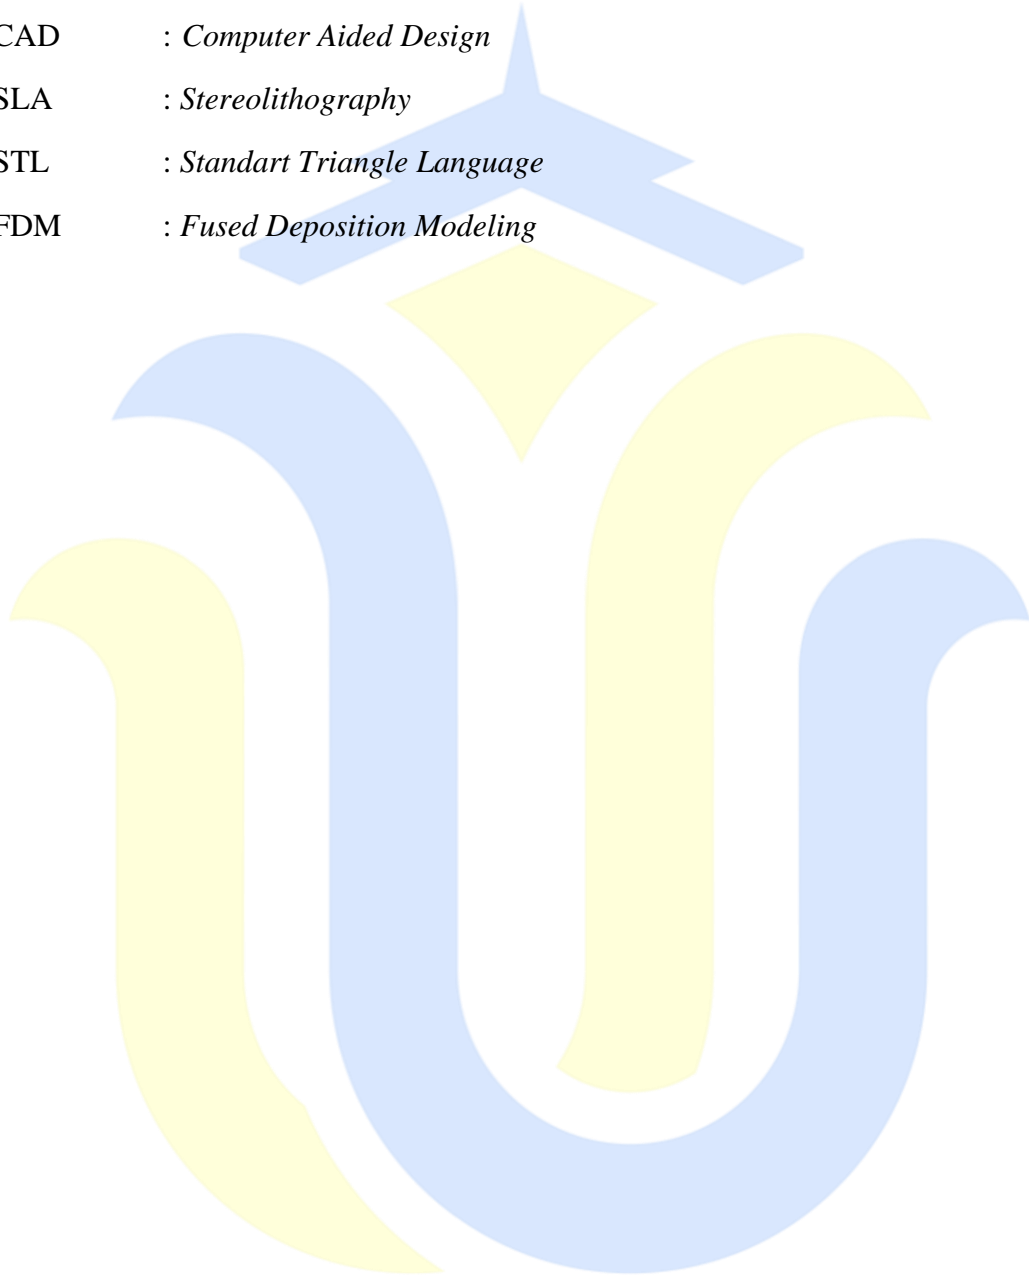 CAD : Computer Aided Design
SLA : Stereolithography
STL : Standart Triangle Language
FDM : Fused Deposition Modeling